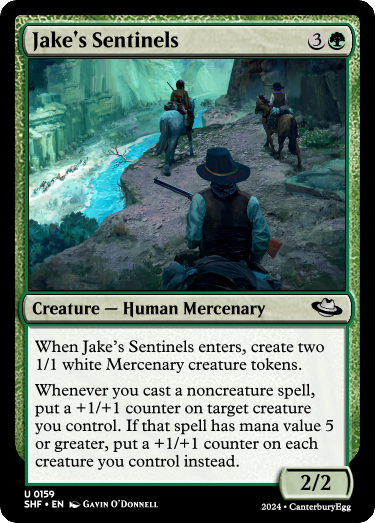 Jake's Sentinels 3
Creature — Human Mercenary
When Jake's Sentinels enters, create two
1/1 white Mercenary creature tokens.
Whenever you cast a noncreature spell,
put a +1/+1 counter on target creature
you control. If that spell has mana value 5
or greater, put a +1/+1 counter on each
creature you control instead.
2/2
U 0159
SHF • EN GAVIN O'DONNELL
2024 • CanterburyEgg